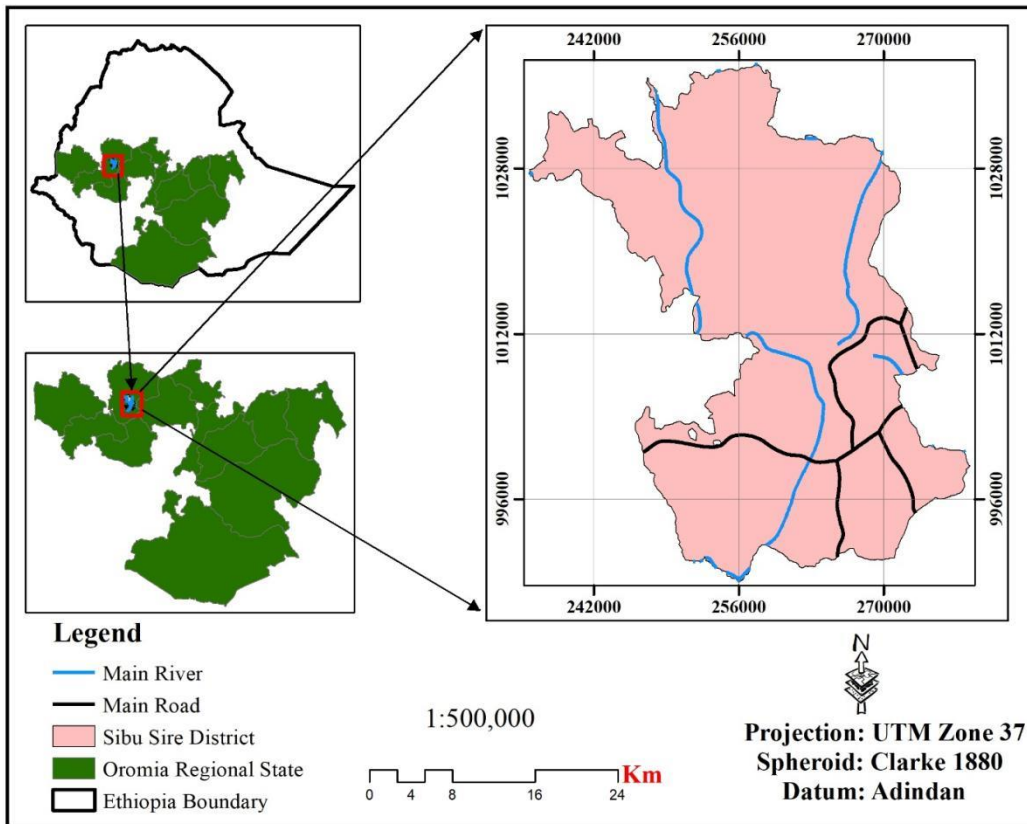 242000 256000 270000
1028000 1028000
1012000 1012000
996000 996000
242000 256000 270000
Legend
Main River
Main Road
Sibu Sire District
Oromia Regional State
Ethiopia Boundary
1:500,000
Km
0 4 8 16 24
N
Projection: UTM Zone 37
Spheroid: Clarke 1880
Datum: Adindan